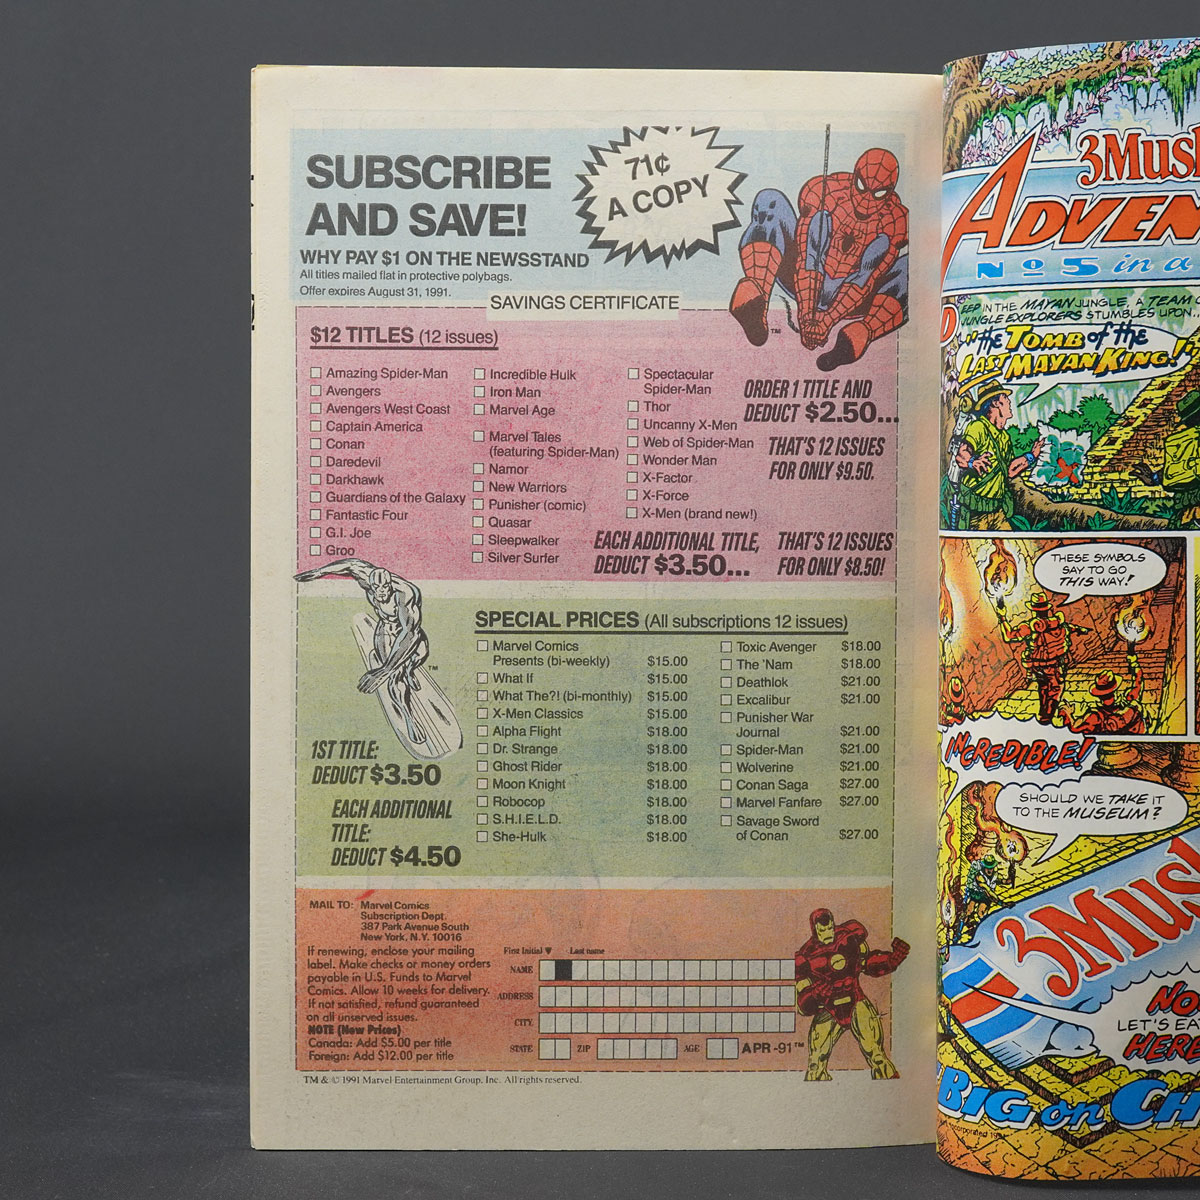 SUBSCRIBE
AND SAVE!
71¢
A COPY
WHY PAY $1 ON THE NEWSSTAND
All titles mailed flat in protective polybags.
Offer expires August 31, 1991.
SAVINGS CERTIFICATE
TM
$12 TITLES (12 issues)
Amazing Spider-Man
Avengers
Avengers West Coast
Captain America
Conan
Daredevil
Darkhawk
Guardians of the Galaxy
Fantastic Four
G.I. Joe
Groo
Incredible Hulk
Iron Man
Marvel Age
Marvel Tales
(featuring Spider-Man)
Namor
New Warriors
Punisher (comic)
Quasar
Sleepwalker
Silver Surfer
Spectacular
Spider-Man
Thor
Uncanny X-Men
Web of Spider-Man
Wonder Man
X-Factor
X-Force
X-Men (brand new!)
ORDER 1 TITLE AND
DEDUCT $2.50...
THAT'S 12 ISSUES
FOR ONLY $9.50.
EACH ADDITIONAL TITLE,
DEDUCT $3.50...
THAT'S 12 ISSUES
FOR ONLY $8.50!
TM
SPECIAL PRICES (All subscriptions 12 issues)
Marvel Comics
Presents (bi-weekly) $15.00
What If $15.00
What The?! (bi-monthly) $15.00
X-Men Classics $15.00
Alpha Flight $18.00
Dr. Strange $18.00
Ghost Rider $18.00
Moon Knight $18.00
Robocop $18.00
S.H.I.E.L.D. $18.00
She-Hulk $18.00
Toxic Avenger $18.00
The 'Nam $18.00
Deathlok $21.00
Excalibur $21.00
Punisher War
Journal $21.00
Spider-Man $21.00
Wolverine $21.00
Conan Saga $27.00
Marvel Fanfare $27.00
Savage Sword
of Conan $27.00
1ST TITLE:
DEDUCT $3.50
EACH ADDITIONAL
TITLE:
DEDUCT $4.50
MAIL TO: Marvel Comics
Subscription Dept.
387 Park Avenue South
New York, N.Y. 10016
If renewing, enclose your mailing
label. Make checks or money orders
payable in U.S. Funds to Marvel
Comics. Allow 10 weeks for delivery.
If not satisfied, refund guaranteed
on all unserved issues.
NOTE (New Prices)
Canada: Add $5.00 per title
Foreign: Add $12.00 per title
First Initial ▼ Last name
NAME
ADDRESS
CITY
STATE ZIP AGE APR-91 TM
TM & © 1991 Marvel Entertainment Group, Inc. All rights reserved.
3Mus
ADVEN
No 5 in a
DEEP IN THE MAYAN JUNGLE, A TEAM
JUNGLE EXPLORERS STUMBLES UPON...
"the TOMB of the
LAST MAYAN KING!"
THESE SYMBOLS
SAY TO GO
THIS WAY!
INCREDIBLE!
SHOULD WE TAKE IT
TO THE MUSEUM?
3MUS
NO
LET'S EAT
HERE
BIG on CH